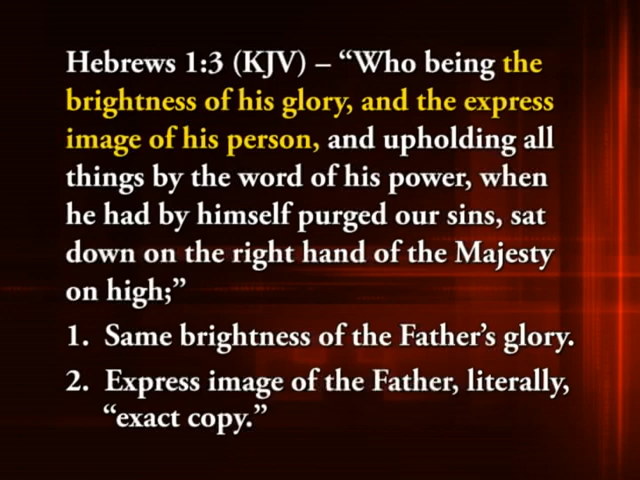 Hebrews 1:3 (KJV) – “Who being the
brightness of his glory, and the express
image of his person, and upholding all
things by the word of his power, when
he had by himself purged our sins, sat
down on the right hand of the Majesty
on high;”
1. Same brightness of the Father’s glory.
2. Express image of the Father, literally,
“exact copy.”